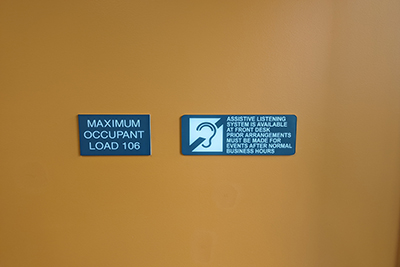 MAXIMUM
OCCUPANT
LOAD 106
ASSISTIVE LISTENING
SYSTEM IS AVAILABLE
AT FRONT DESK
PRIOR ARRANGEMENTS
MUST BE MADE FOR
EVENTS AFTER NORMAL
BUSINESS HOURS